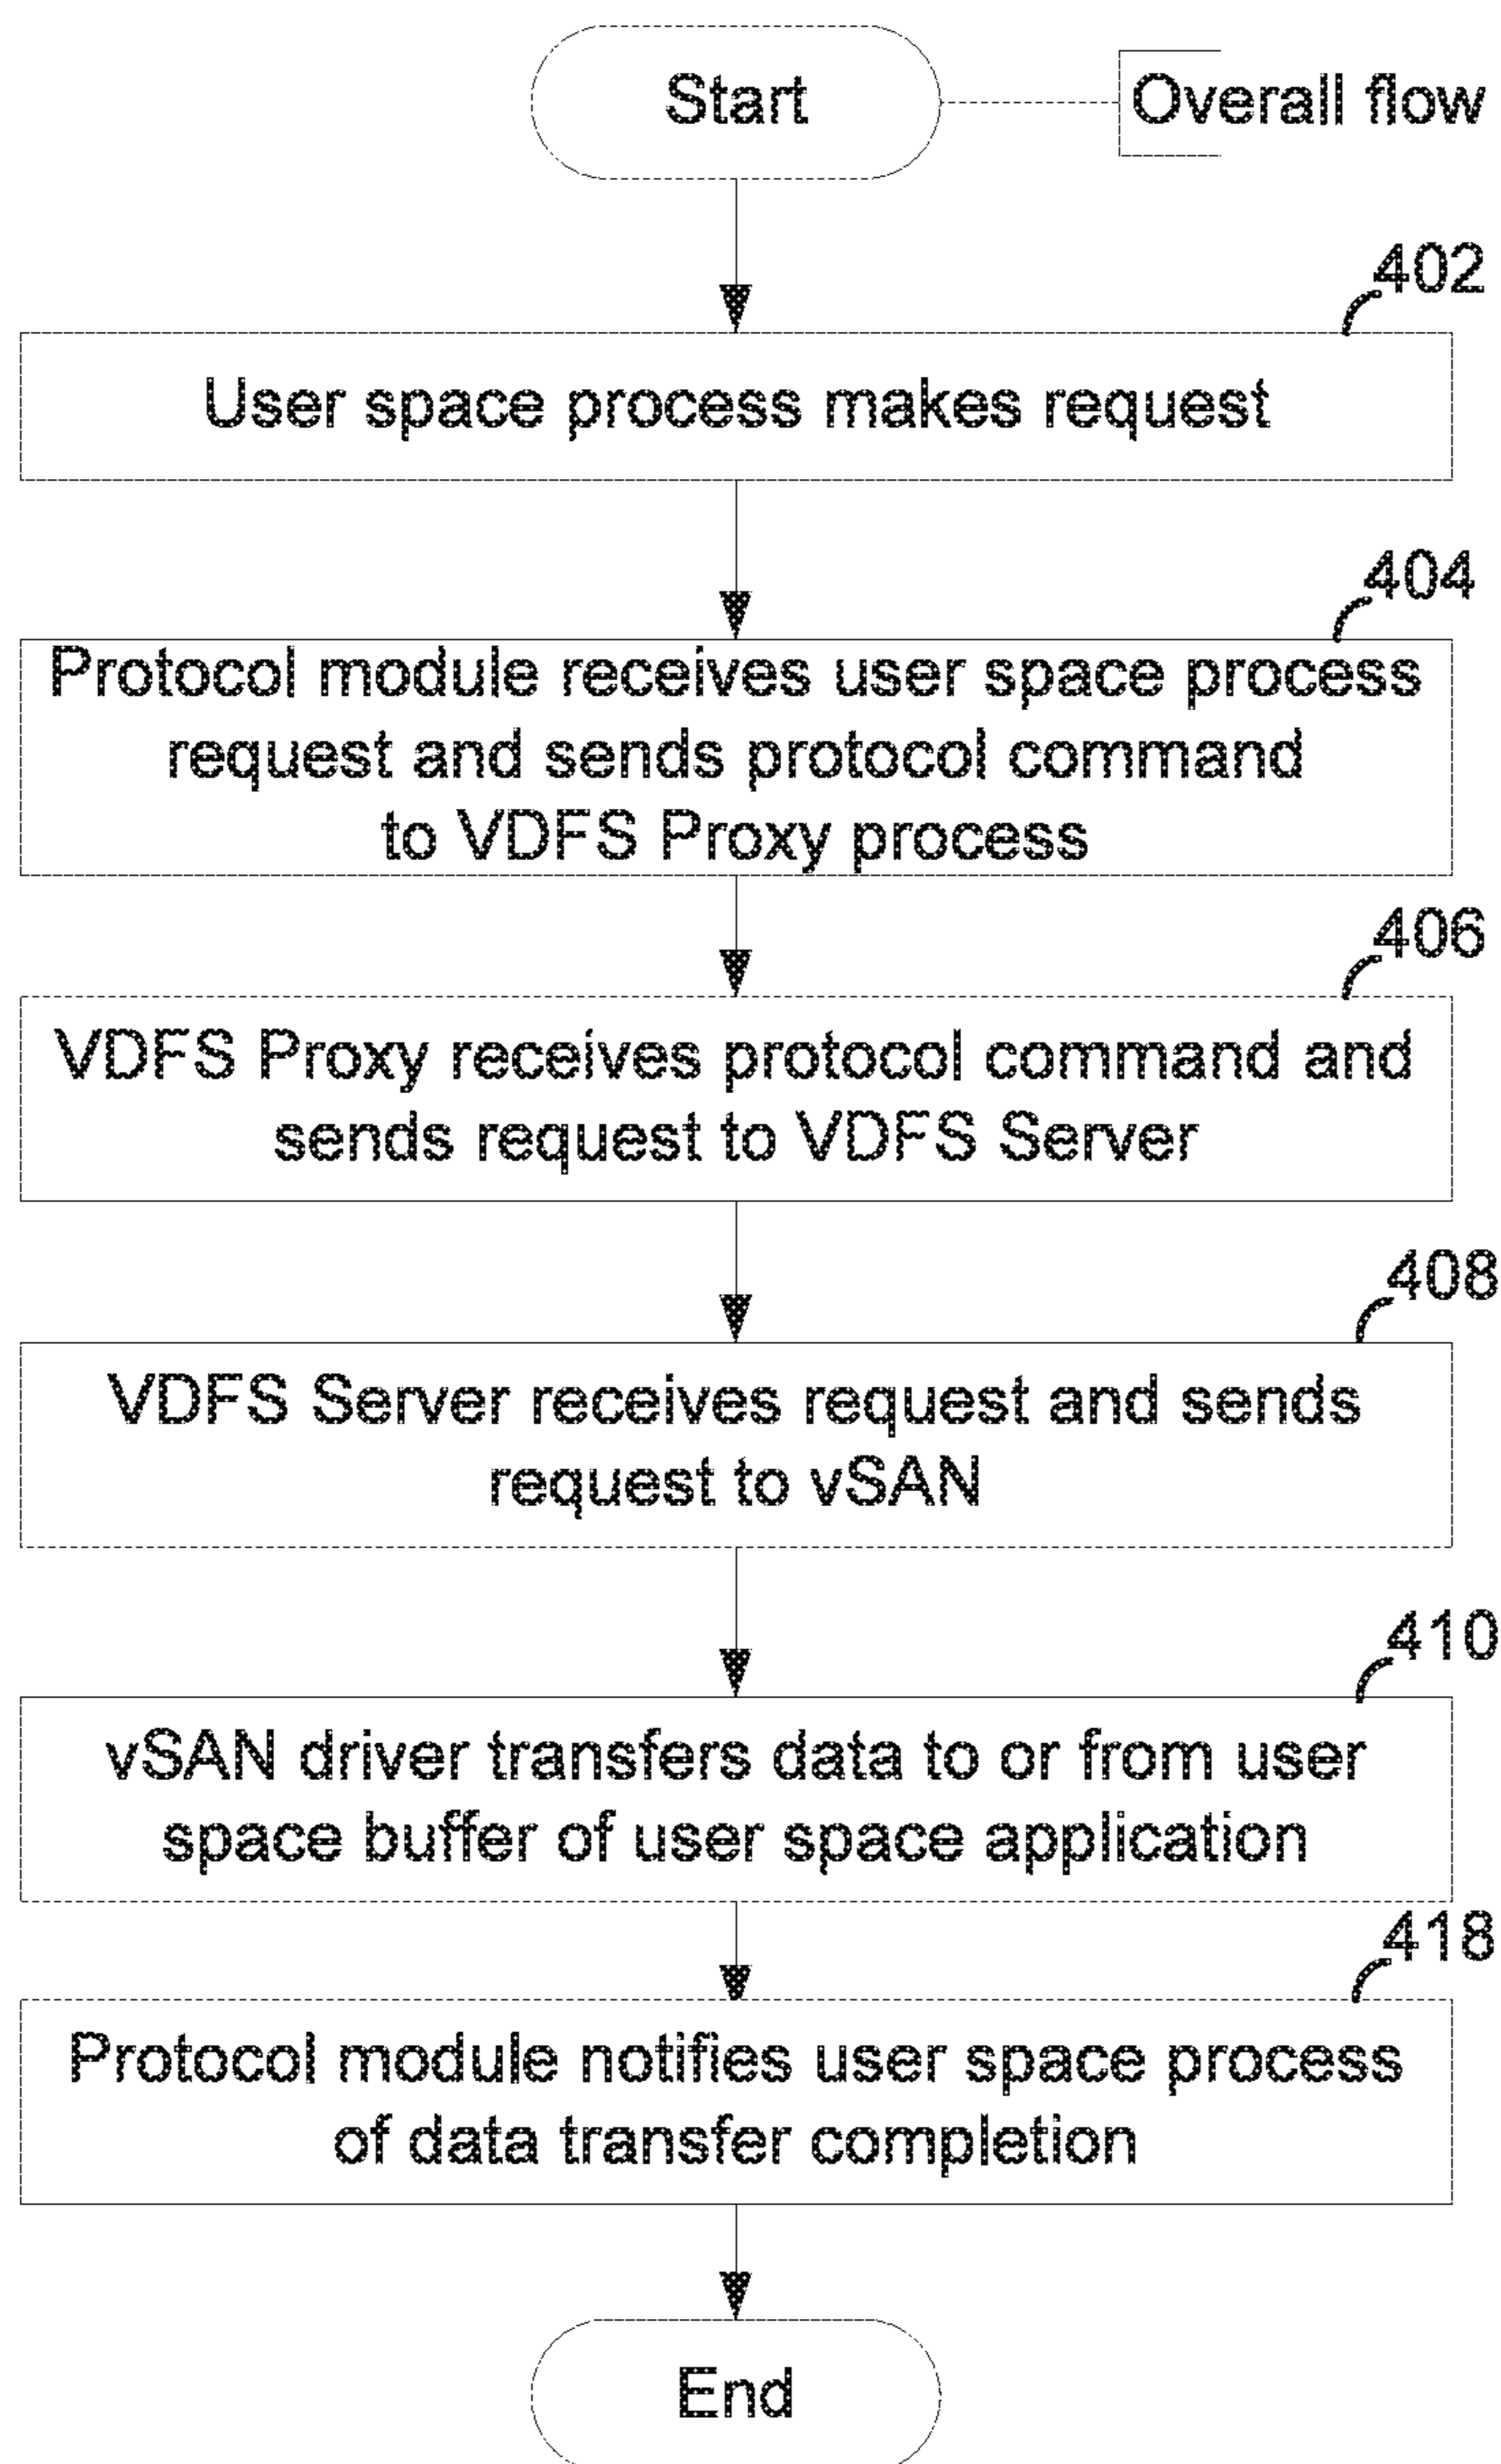 Start
Overall flow
402
User space process makes request
404
Protocol module receives user space process
request and sends protocol command
to VDFS Proxy process
406
VDFS Proxy receives protocol command and
sends request to VDFS Server
408
VDFS Server receives request and sends
request to vSAN
410
vSAN driver transfers data to or from user
space buffer of user space application
418
Protocol module notifies user space process
of data transfer completion
End